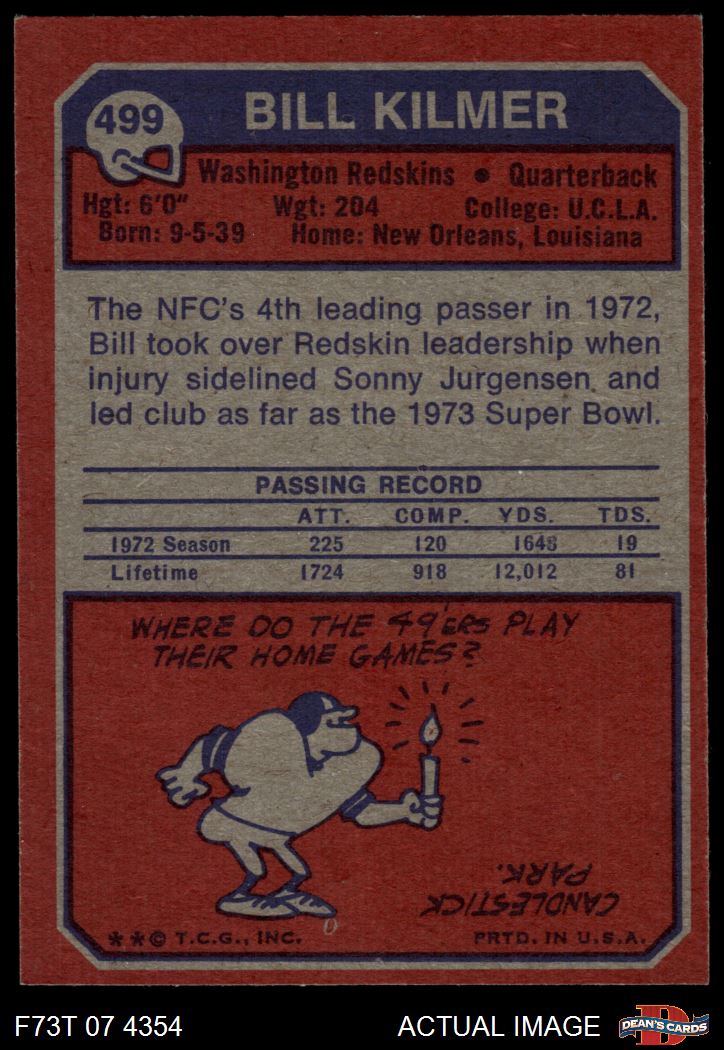 499
BILL KILMER
Washington Redskins • Quarterback
Hgt: 6'0" Wgt: 204 College: U.C.L.A.
Born: 9-5-39 Home: New Orleans, Louisiana
The NFC's 4th leading passer in 1972,
Bill took over Redskin leadership when
injury sidelined Sonny Jurgensen and
led club as far as the 1973 Super Bowl.
PASSING RECORD
ATT. COMP. YDS. TDS.
1972 Season 225 120 1648 19
Lifetime 1724 918 12,012 81
WHERE DO THE 49'ERS PLAY
THEIR HOME GAMES?
CANDLESTICK
PARK.
**© T.C.G., INC. PRTD. IN U.S.A.
F73T 07 4354 ACTUAL IMAGE
D
DEAN'S CARDS